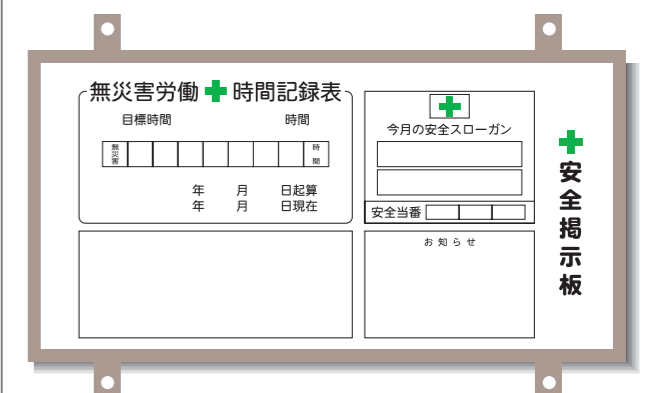 無災害労働✚時間記録表
目標時間 時間
無災害 時間
年 月 日起算
年 月 日現在
今月の安全スローガン
安全当番
お知らせ
✚安全掲示板